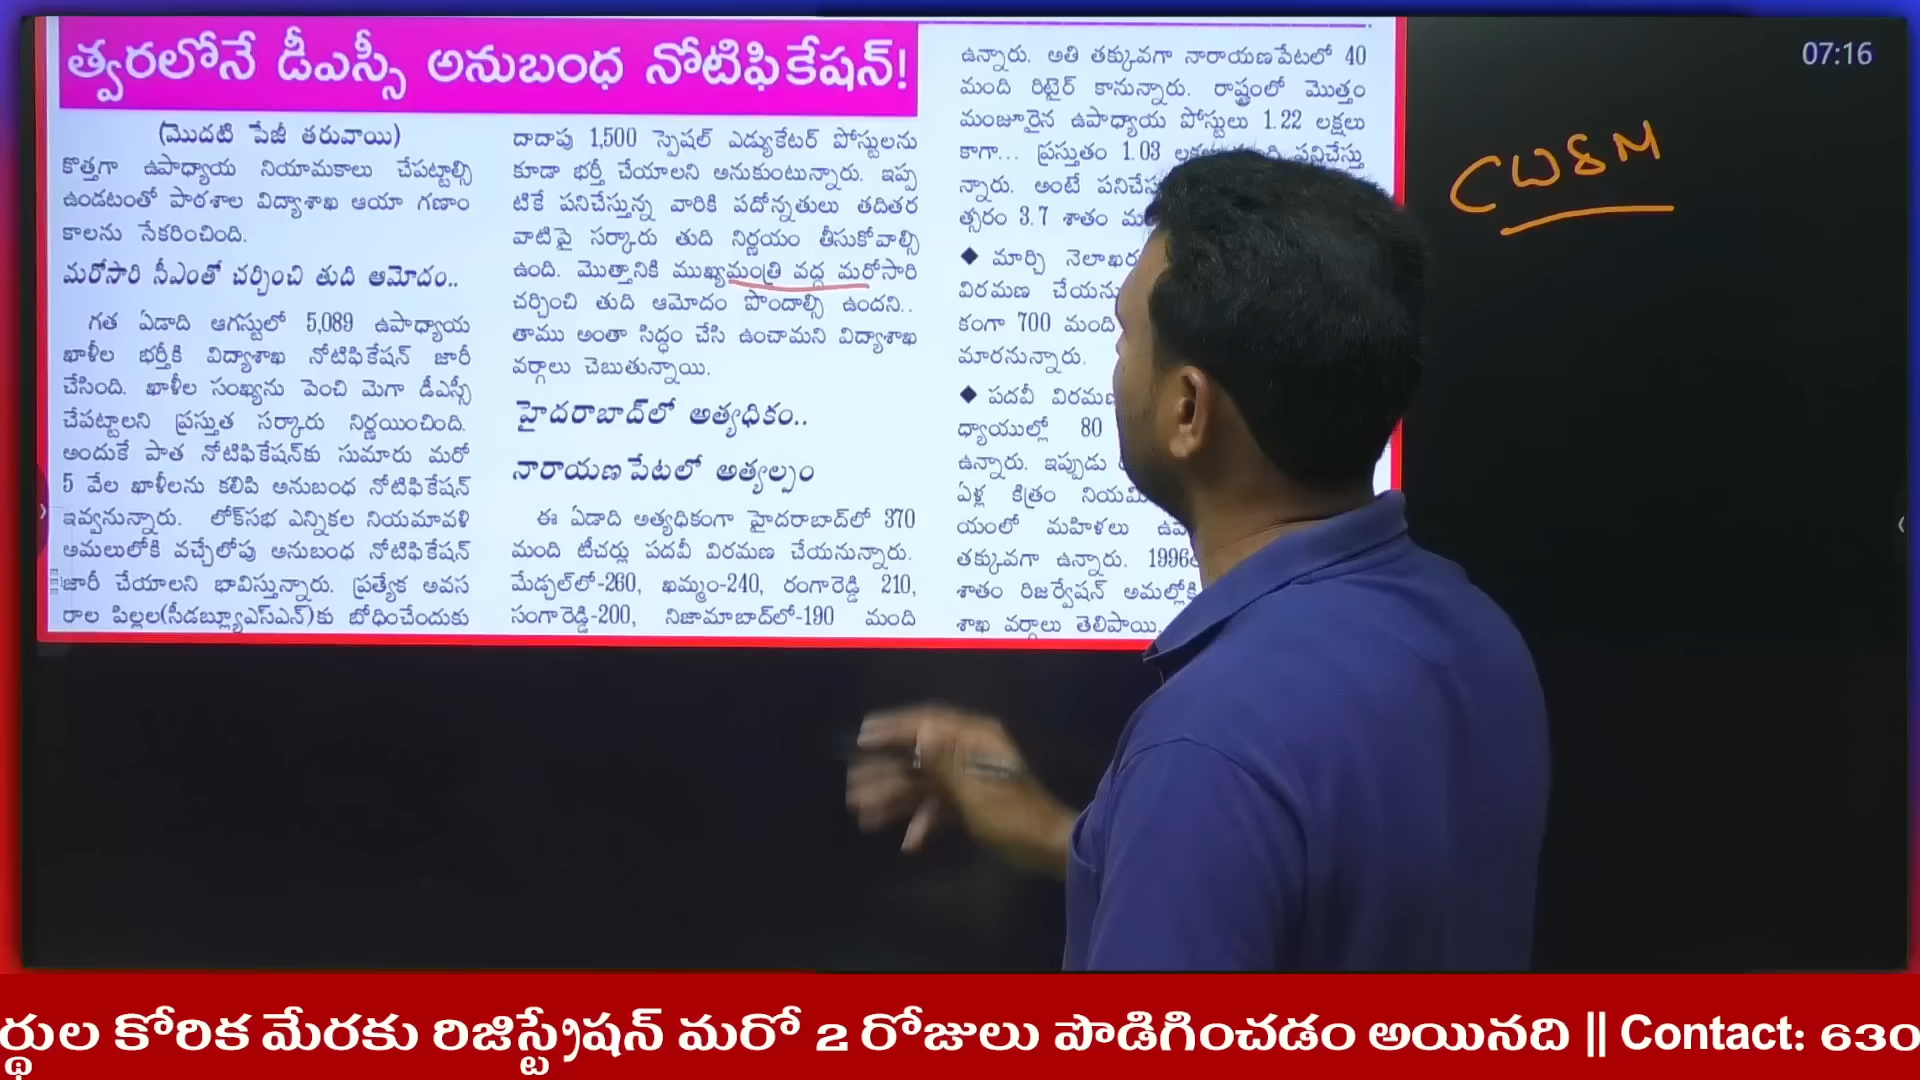 త్వరలోనే డీఎస్సీ అనుబంధ నోటిఫికేషన్!
(మొదటి పేజీ తరువాయి)
కొత్తగా ఉపాధ్యాయ నియామకాలు చేపట్టాల్సి
ఉండటంతో పాఠశాల విద్యాశాఖ ఆయా గణాం
కాలను సేకరించింది.
మరోసారి సీఎంతో చర్చించి తుది ఆమోదం..
గత ఏడాది ఆగస్టులో 5,089 ఉపాధ్యాయ
ఖాళీల భర్తీకి విద్యాశాఖ నోటిఫికేషన్ జారీ
చేసింది. ఖాళీల సంఖ్యను పెంచి మెగా డీఎస్సీ
చేపట్టాలని ప్రస్తుత సర్కారు నిర్ణయించింది.
అందుకే పాత నోటిఫికేషన్‌కు సుమారు మరో
5 వేల ఖాళీలను కలిపి అనుబంధ నోటిఫికేషన్
ఇవ్వనున్నారు. లోక్‌సభ ఎన్నికల నియమావళి
అమలులోకి వచ్చేలోపు అనుబంధ నోటిఫికేషన్
జారీ చేయాలని భావిస్తున్నారు. ప్రత్యేక అవస
రాల పిల్లల(సీడబ్ల్యూఎస్ఎన్)కు బోధించేందుకు
దాదాపు 1,500 స్పెషల్ ఎడ్యుకేటర్ పోస్టులను
కూడా భర్తీ చేయాలని అనుకుంటున్నారు. ఇప్ప
టికే పనిచేస్తున్న వారికి పదోన్నతులు తదితర
వాటిపై సర్కారు తుది నిర్ణయం తీసుకోవాల్సి
ఉంది. మొత్తానికి ముఖ్యమంత్రి వద్ద మరోసారి
చర్చించి తుది ఆమోదం పొందాల్సి ఉందని..
తాము అంతా సిద్ధం చేసి ఉంచామని విద్యాశాఖ
వర్గాలు చెబుతున్నాయి.
హైదరాబాద్‌లో అత్యధికం..
నారాయణపేటలో అత్యల్పం
ఈ ఏడాది అత్యధికంగా హైదరాబాద్‌లో 370
మంది టీచర్లు పదవీ విరమణ చేయనున్నారు.
మేడ్చల్‌లో-260, ఖమ్మం-240, రంగారెడ్డి 210,
సంగారెడ్డి-200, నిజామాబాద్‌లో-190 మంది
ఉన్నారు. అతి తక్కువగా నారాయణపేటలో 40
మంది రిటైర్ కానున్నారు. రాష్ట్రంలో మొత్తం
మంజూరైన ఉపాధ్యాయ పోస్టులు 1.22 లక్షలు
కాగా... ప్రస్తుతం 1.03 పనిచేస్తు
న్నారు. అంటే
త్సరం 3.7 శాతం
◆ మార్చి
విరమణ
కంగా 700 మంది
మారనున్నారు.
◆ పదవీ
ధ్యాయుల్లో 80
ఉన్నారు. ఇప్పుడు
ఏళ్ల క్రితం
యంలో మహిళలు
తక్కువగా ఉన్నారు.
శాతం రిజర్వేషన్
శాఖ వర్గాలు తెలిపాయి.
07:16
ర్థుల కోరిక మేరకు రిజిస్ట్రేషన్ మరో 2 రోజులు పొడిగించడం అయినది || Contact: 630